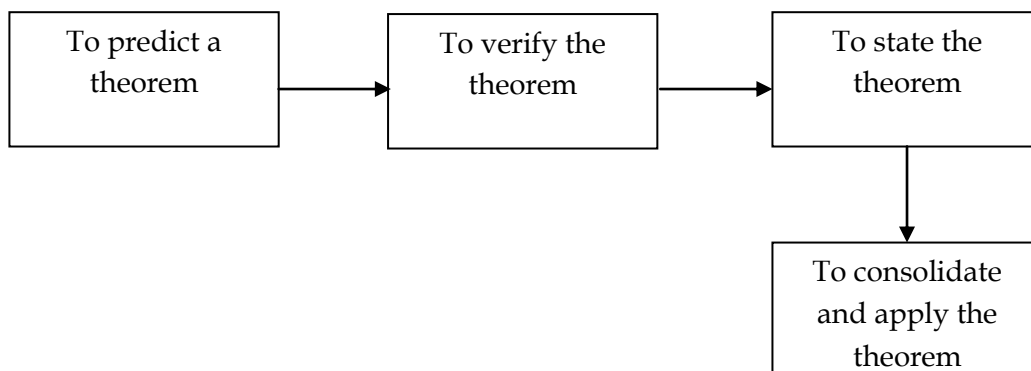 To predict a
theorem
To verify the
theorem
To state the
theorem
To consolidate
and apply the
theorem